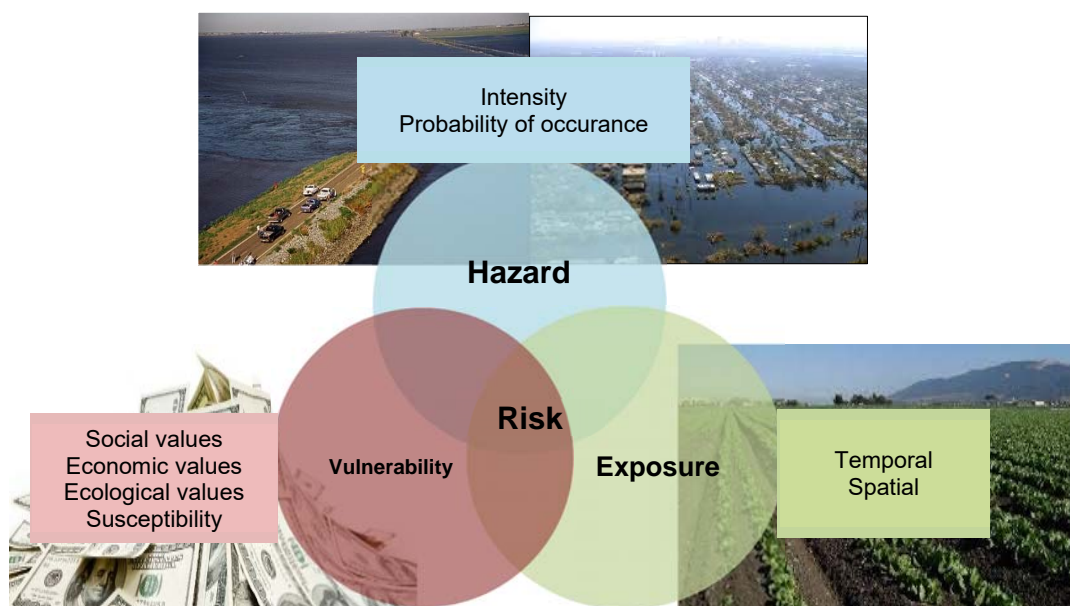 Intensity
Probability of occurance
Hazard
Risk
Vulnerability
Exposure
Social values
Economic values
Ecological values
Susceptibility
Temporal
Spatial